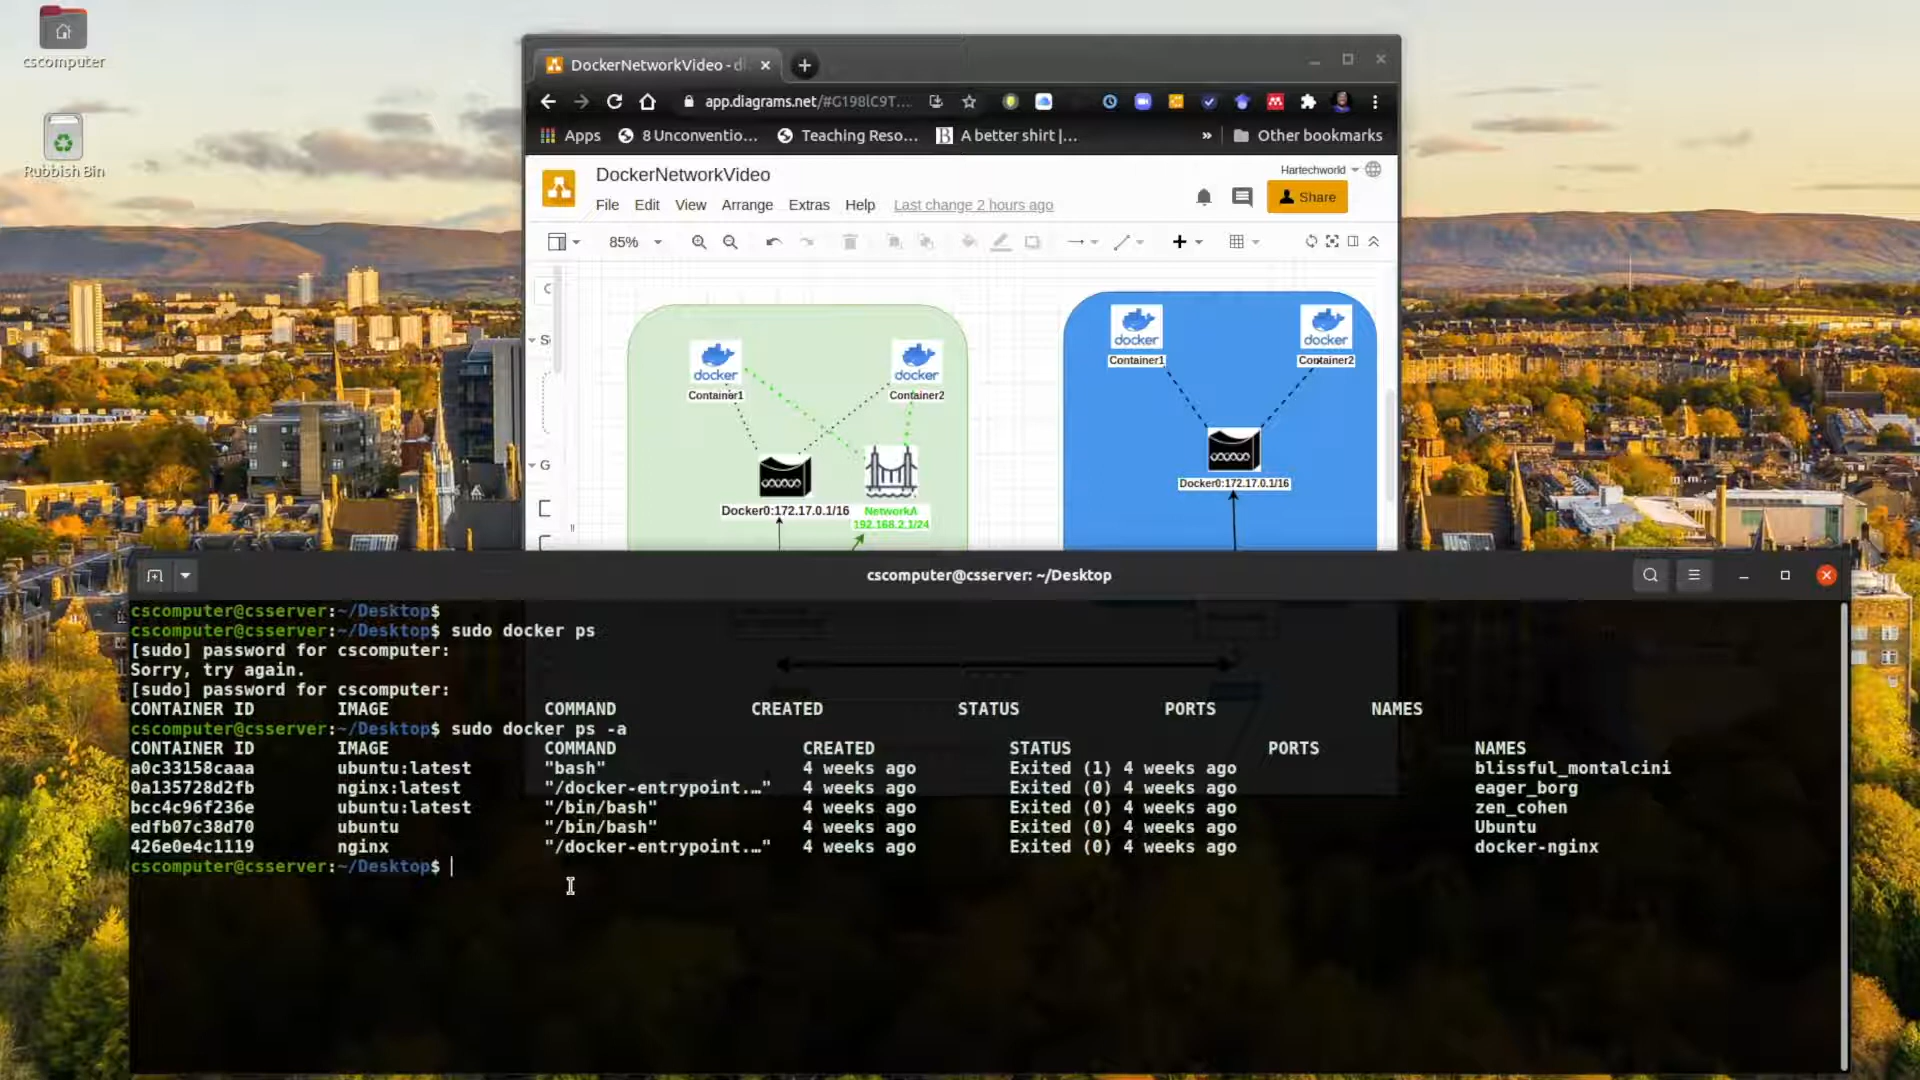 cscomputer
Rubbish Bin
DockerNetworkVideo - di
app.diagrams.net/#G198lC9T...
Apps
8 Unconventio...
Teaching Reso...
A better shirt |...
»
Other bookmarks
DockerNetworkVideo
Hartechworld
File Edit View Arrange Extras Help Last change 2 hours ago
Share
85%
docker
Container1
docker
Container2
Docker0:172.17.0.1/16
NetworkA
192.168.2.1/24
docker
Container1
docker
Container2
Docker0:172.17.0.1/16
cscomputer@csserver: ~/Desktop
cscomputer@csserver:~/Desktop$
cscomputer@csserver:~/Desktop$ sudo docker ps
[sudo] password for cscomputer:
Sorry, try again.
[sudo] password for cscomputer:
CONTAINER ID IMAGE COMMAND CREATED STATUS PORTS NAMES
cscomputer@csserver:~/Desktop$ sudo docker ps -a
CONTAINER ID IMAGE COMMAND CREATED STATUS PORTS NAMES
a0c33158caaa ubuntu:latest "bash" 4 weeks ago Exited (1) 4 weeks ago blissful_montalcini
0a135728d2fb nginx:latest "/docker-entrypoint.…" 4 weeks ago Exited (0) 4 weeks ago eager_borg
bcc4c96f236e ubuntu:latest "/bin/bash" 4 weeks ago Exited (0) 4 weeks ago zen_cohen
edfb07c38d70 ubuntu "/bin/bash" 4 weeks ago Exited (0) 4 weeks ago Ubuntu
426e0e4c1119 nginx "/docker-entrypoint.…" 4 weeks ago Exited (0) 4 weeks ago docker-nginx
cscomputer@csserver:~/Desktop$